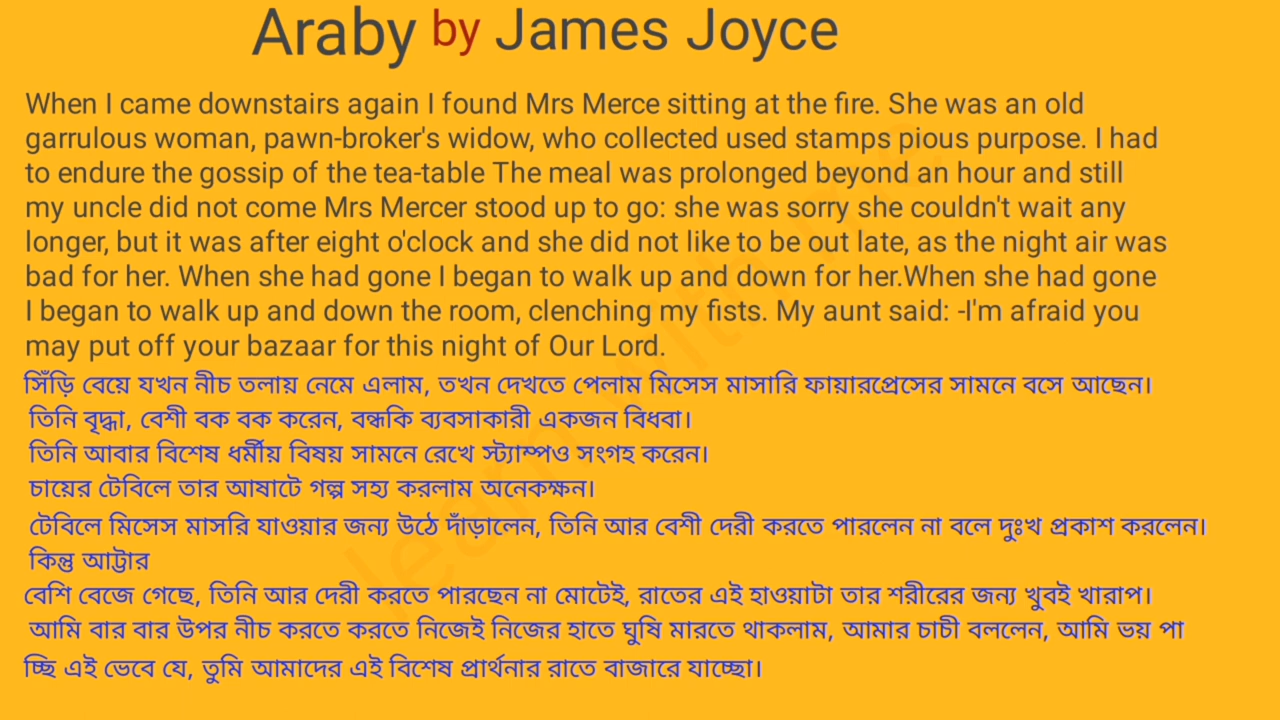 Araby by James Joyce
When I came downstairs again I found Mrs Merce sitting at the fire. She was an old
garrulous woman, pawn-broker's widow, who collected used stamps pious purpose. I had
to endure the gossip of the tea-table The meal was prolonged beyond an hour and still
my uncle did not come Mrs Mercer stood up to go: she was sorry she couldn't wait any
longer, but it was after eight o'clock and she did not like to be out late, as the night air was
bad for her. When she had gone I began to walk up and down for her.When she had gone
I began to walk up and down the room, clenching my fists. My aunt said: -I'm afraid you
may put off your bazaar for this night of Our Lord.
সিঁড়ি বেয়ে যখন নীচ তলায় নেমে এলাম, তখন দেখতে পেলাম মিসেস মাসারি ফায়ারপ্রেসের সামনে বসে আছেন।
তিনি বৃদ্ধা, বেশী বক বক করেন, বন্ধকি ব্যবসাকারী একজন বিধবা।
তিনি আবার বিশেষ ধর্মীয় বিষয় সামনে রেখে স্ট্যাম্পও সংগহ করেন।
চায়ের টেবিলে তার আষাটে গল্প সহ্য করলাম অনেকক্ষন।
টেবিলে মিসেস মাসরি যাওয়ার জন্য উঠে দাঁড়ালেন, তিনি আর বেশী দেরী করতে পারলেন না বলে দুঃখ প্রকাশ করলেন।
কিন্তু আট্টার
বেশি বেজে গেছে, তিনি আর দেরী করতে পারছেন না মোটেই, রাতের এই হাওয়াটা তার শরীরের জন্য খুবই খারাপ।
আমি বার বার উপর নীচ করতে করতে নিজেই নিজের হাতে ঘুষি মারতে থাকলাম, আমার চাচী বললেন, আমি ভয় পা
চ্ছি এই ভেবে যে, তুমি আমাদের এই বিশেষ প্রার্থনার রাতে বাজারে যাচ্ছো।
learn with me